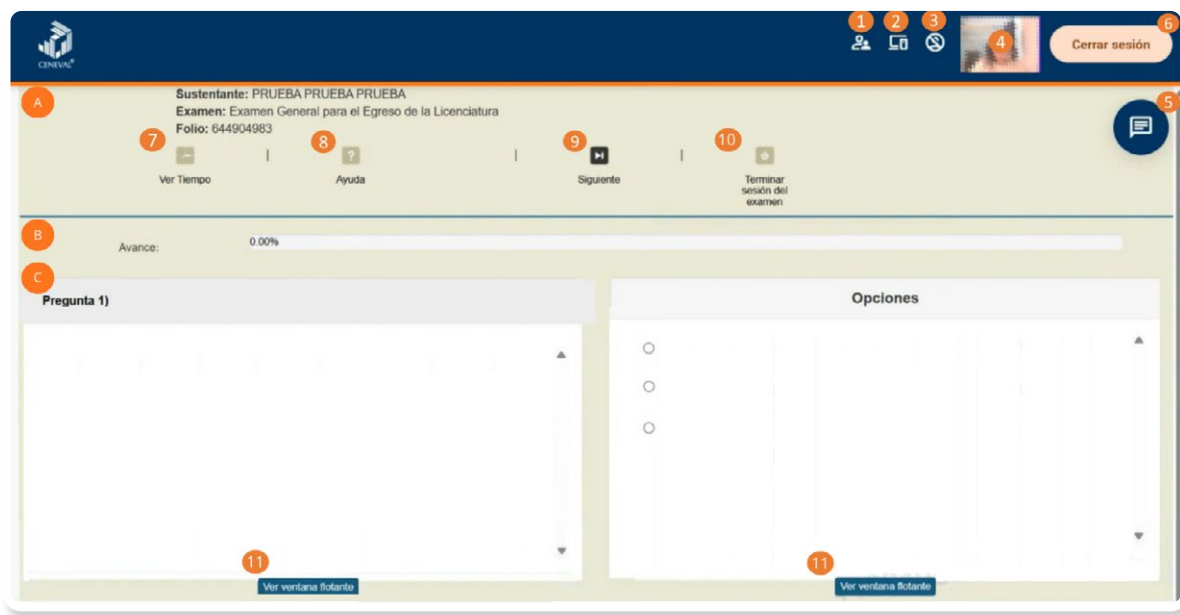 1 2 3 4 6
CENEVAL®
Cerrar sesión
A
Sustentante: PRUEBA PRUEBA PRUEBA
Examen: Examen General para el Egreso de la Licenciatura
Folio: 644904983
5
7 8 9 10
Ver Tiempo | Ayuda | Siguiente | Terminar
sesión del
examen
B
Avance: 0.00%
C
Pregunta 1)
Opciones
11 11
Ver ventana flotante Ver ventana flotante